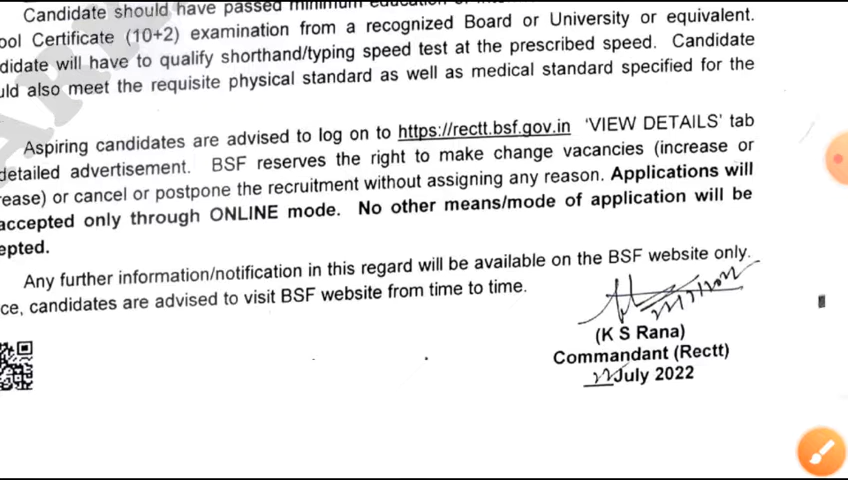 Candidate should have passed minimum education
ool Certificate (10+2) examination from a recognized Board or University or equivalent.
didate will have to qualify shorthand/typing speed test at the prescribed speed. Candidate
uld also meet the requisite physical standard as well as medical standard specified for the
Aspiring candidates are advised to log on to https://rectt.bsf.gov.in 'VIEW DETAILS' tab
detailed advertisement. BSF reserves the right to make change vacancies (increase or
rease) or cancel or postpone the recruitment without assigning any reason. Applications will
accepted only through ONLINE mode. No other means/mode of application will be
epted.
Any further information/notification in this regard will be available on the BSF website only.
ce, candidates are advised to visit BSF website from time to time.
(K S Rana)
Commandant (Rectt)
July 2022